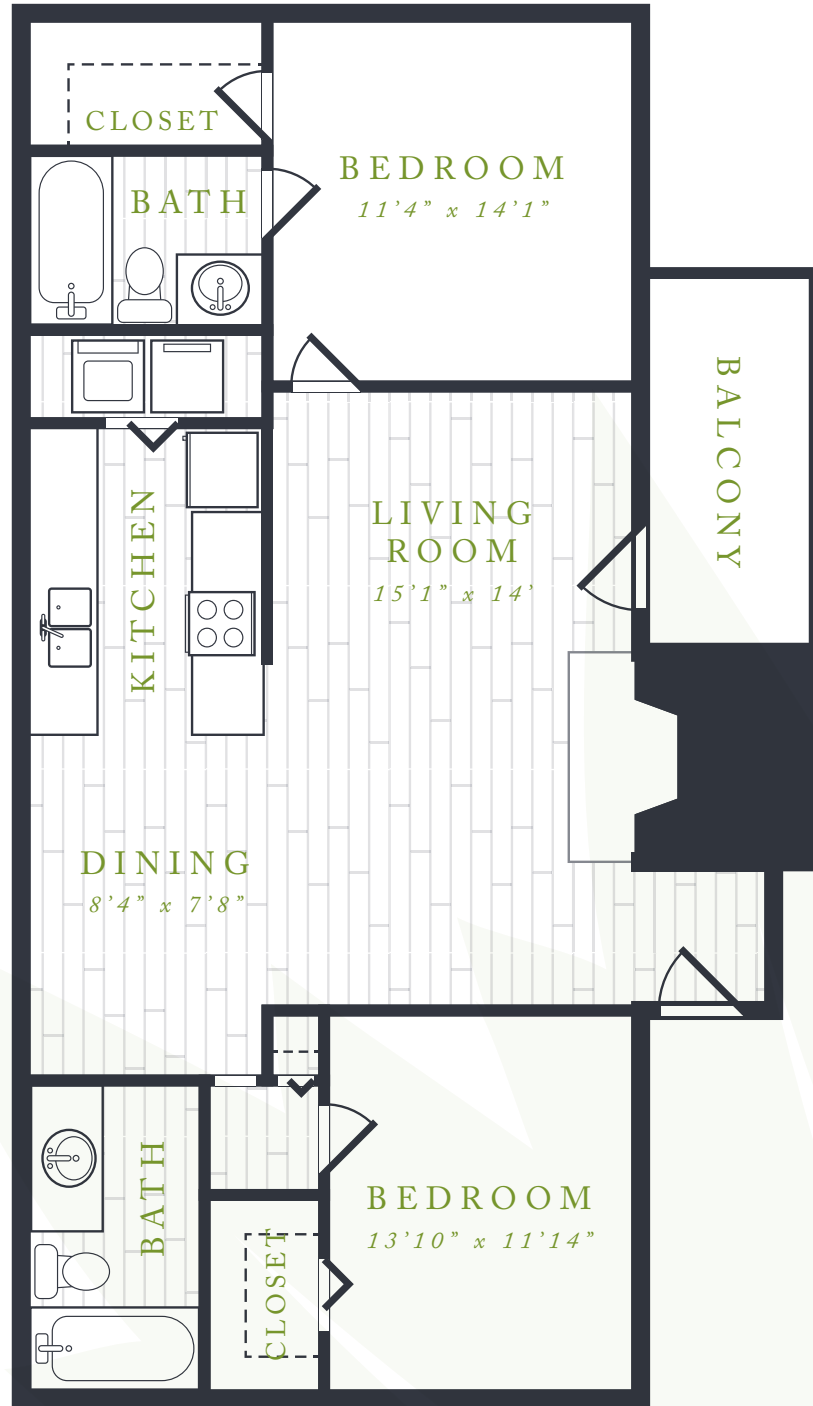 CLOSET
BATH
BEDROOM
11’4” x 14’1”
BALCONY
KITCHEN
LIVING
ROOM
15’1” x 14’
DINING
8’4” x 7’8”
BATH
CLOSET
BEDROOM
13’10” x 11’14”